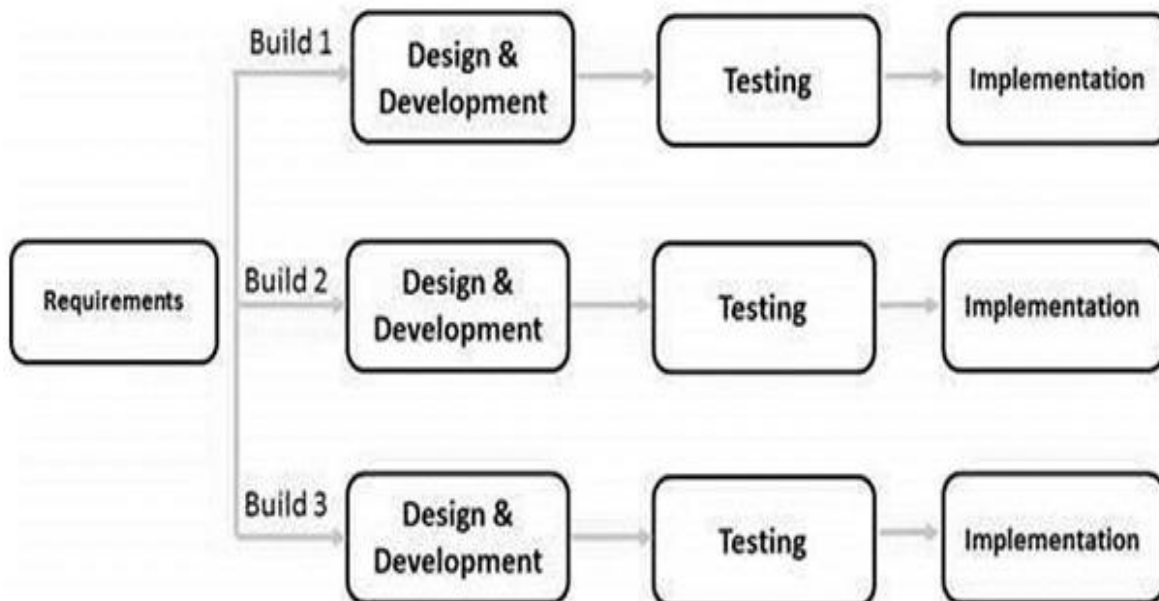 Build 1
Design &
Development
Testing
Implementation
Requirements
Build 2
Design &
Development
Testing
Implementation
Build 3
Design &
Development
Testing
Implementation